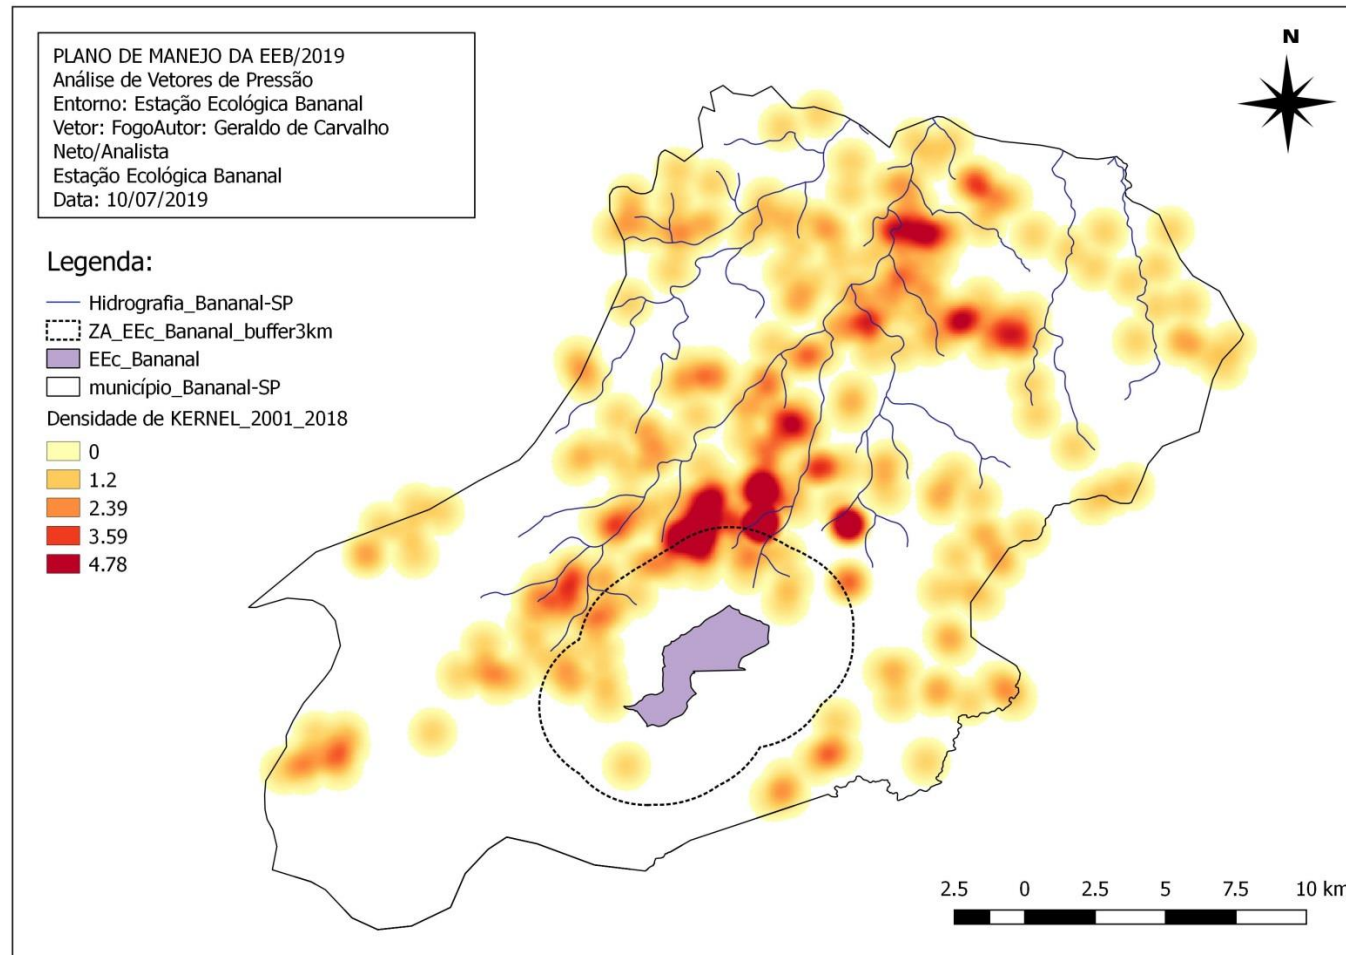 PLANO DE MANEJO DA EEB/2019
Análise de Vetores de Pressão
Entorno: Estação Ecológica Bananal
Vetor: FogoAutor: Geraldo de Carvalho
Neto/Analista
Estação Ecológica Bananal
Data: 10/07/2019
N
Legenda:
Hidrografia_Bananal-SP
ZA_EEc_Bananal_buffer3km
EEc_Bananal
município_Bananal-SP
Densidade de KERNEL_2001_2018
0
1.2
2.39
3.59
4.78
2.5 0 2.5 5 7.5 10 km